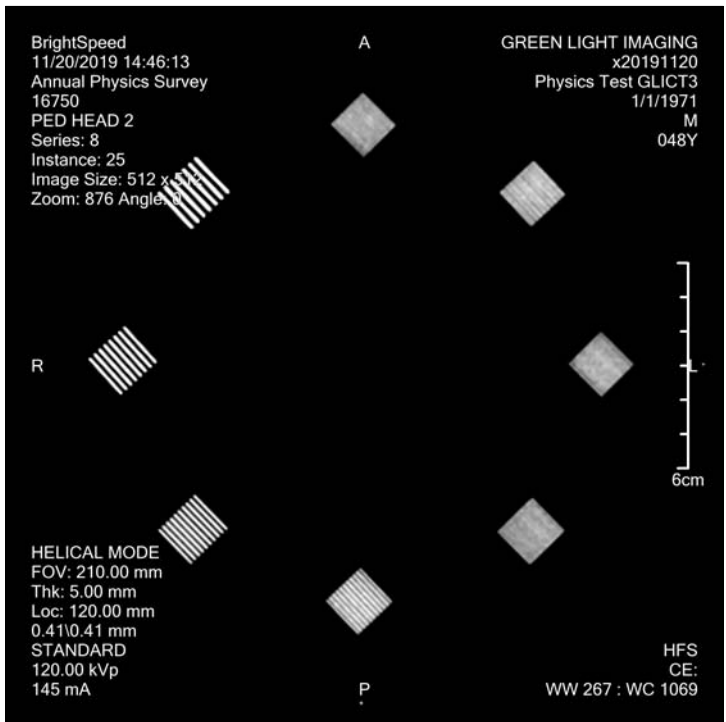 BrightSpeed
11/20/2019 14:46:13
Annual Physics Survey
16750
PED HEAD 2
Series: 8
Instance: 25
Image Size: 512 x 512
Zoom: 876 Angle: 0
A
GREEN LIGHT IMAGING
x20191120
Physics Test GLICT3
1/1/1971
M
048Y
R
L
6cm
HELICAL MODE
FOV: 210.00 mm
Thk: 5.00 mm
Loc: 120.00 mm
0.41\0.41 mm
STANDARD
120.00 kVp
145 mA
P
HFS
CE:
WW 267 : WC 1069